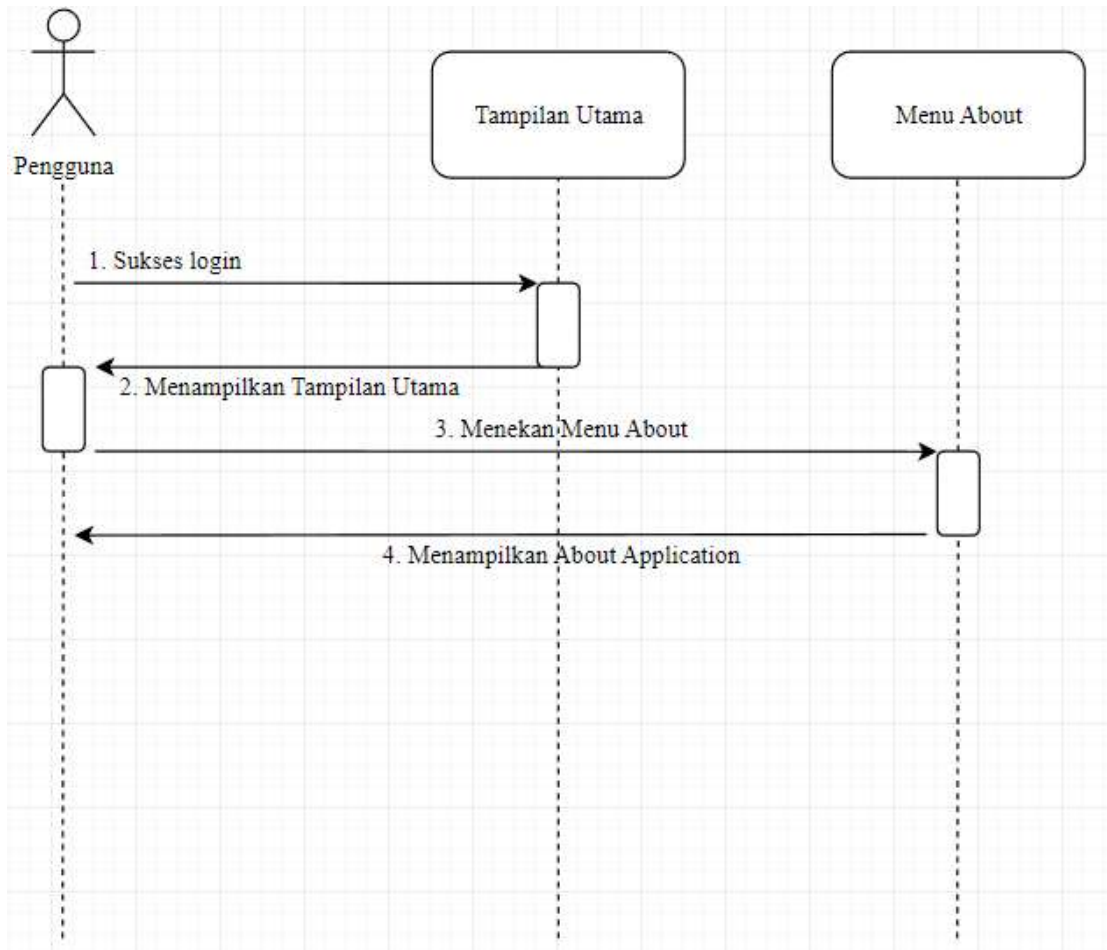 Tampilan Utama
Menu About
Pengguna
1. Sukses login
2. Menampilkan Tampilan Utama
3. Menekan Menu About
4. Menampilkan About Application